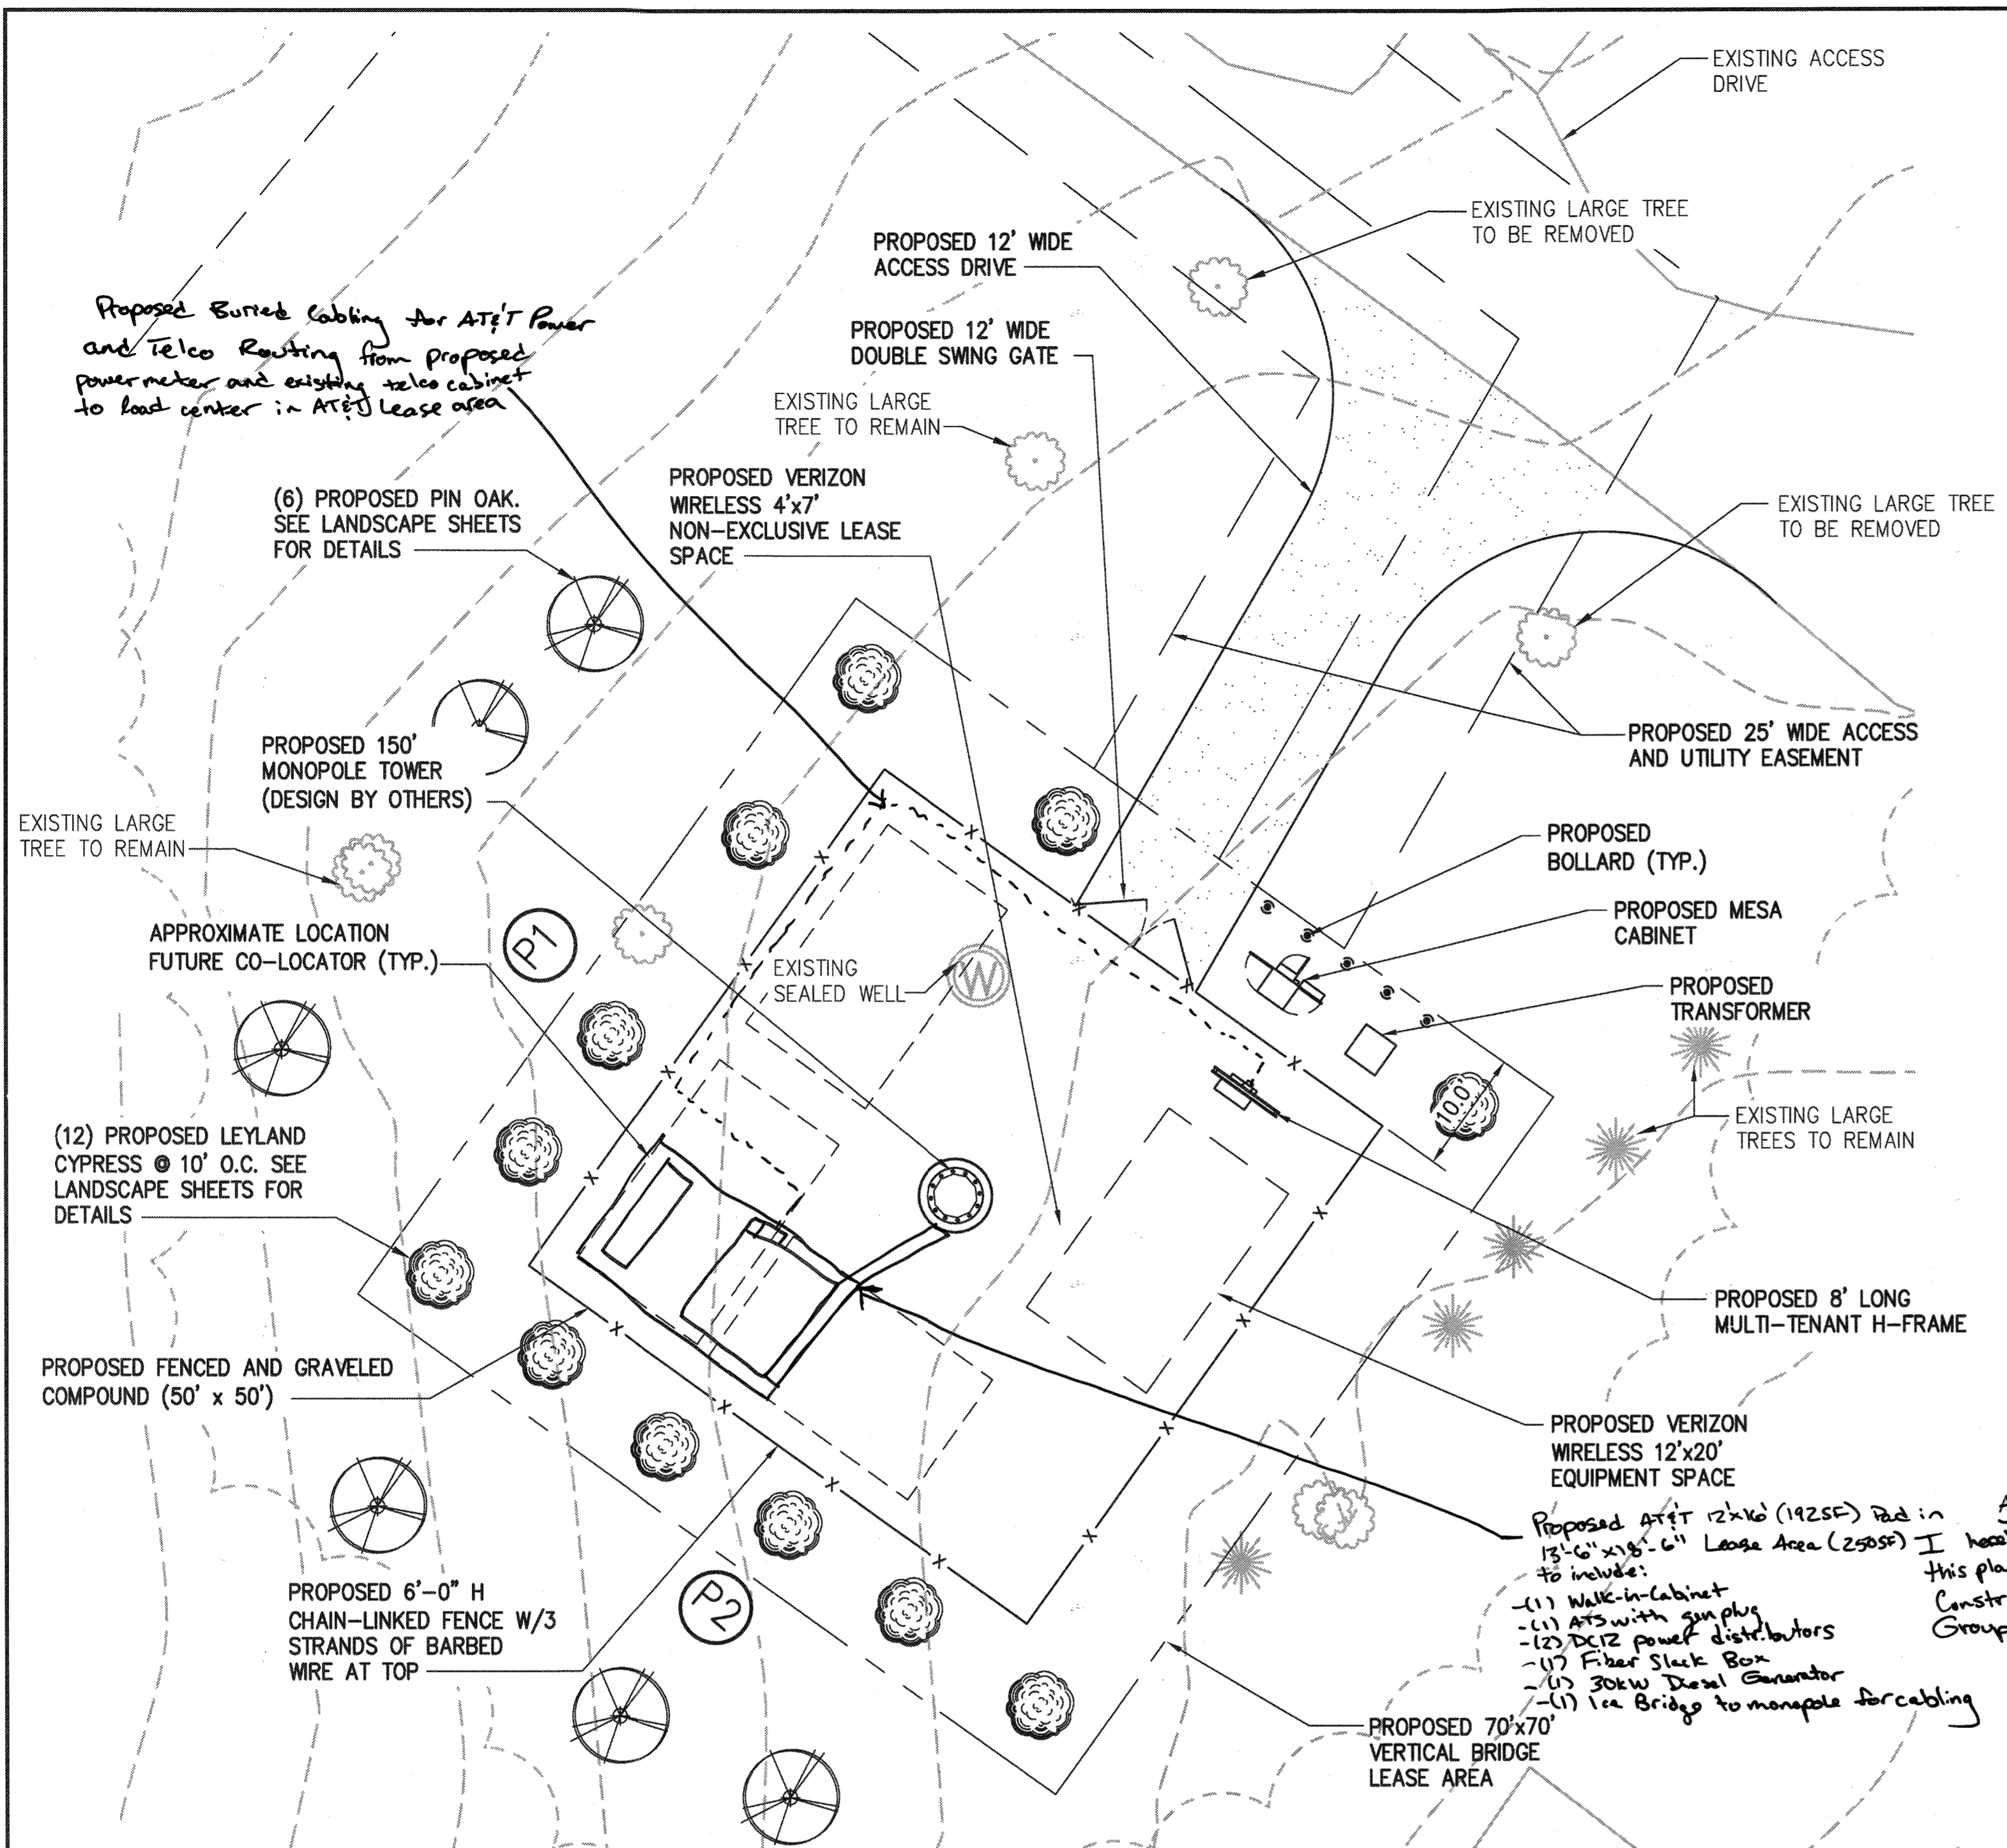 EXISTING ACCESS
DRIVE
EXISTING LARGE TREE
TO BE REMOVED
PROPOSED 12' WIDE
ACCESS DRIVE
Proposed Buried Cabling for AT&T Power
and Telco Routing from proposed
power meter and existing telco cabinet
to load center in AT&T Lease area
PROPOSED 12' WIDE
DOUBLE SWING GATE
EXISTING LARGE
TREE TO REMAIN
PROPOSED VERIZON
WIRELESS 4'x7'
NON-EXCLUSIVE LEASE
SPACE
(6) PROPOSED PIN OAK.
SEE LANDSCAPE SHEETS
FOR DETAILS
EXISTING LARGE TREE
TO BE REMOVED
PROPOSED 25' WIDE ACCESS
AND UTILITY EASEMENT
PROPOSED 150'
MONOPOLE TOWER
(DESIGN BY OTHERS)
EXISTING LARGE
TREE TO REMAIN
PROPOSED
BOLLARD (TYP.)
PROPOSED MESA
CABINET
APPROXIMATE LOCATION
FUTURE CO-LOCATOR (TYP.)
P1
EXISTING
SEALED WELL
W
PROPOSED
TRANSFORMER
10.0'
EXISTING LARGE
TREES TO REMAIN
(12) PROPOSED LEYLAND
CYPRESS @ 10' O.C. SEE
LANDSCAPE SHEETS FOR
DETAILS
PROPOSED 8' LONG
MULTI-TENANT H-FRAME
PROPOSED FENCED AND GRAVELED
COMPOUND (50' x 50')
PROPOSED VERIZON
WIRELESS 12'x20'
EQUIPMENT SPACE
Proposed AT&T 12'x16' (192SF) Pad in
13'-6"x18'-6" Lease Area (250SF) I
to include:
-(1) Walk-in-Cabinet
-(1) ATS with gen plug
-(2) DC12 power distributors
-(1) Fiber Slack Box
-(1) 30kW Diesel Generator
-(1) Ice Bridge to monopole for cabling
this
Group
PROPOSED 6'-0" H
CHAIN-LINKED FENCE W/3
STRANDS OF BARBED
WIRE AT TOP
P2
PROPOSED 70'x70'
VERTICAL BRIDGE
LEASE AREA